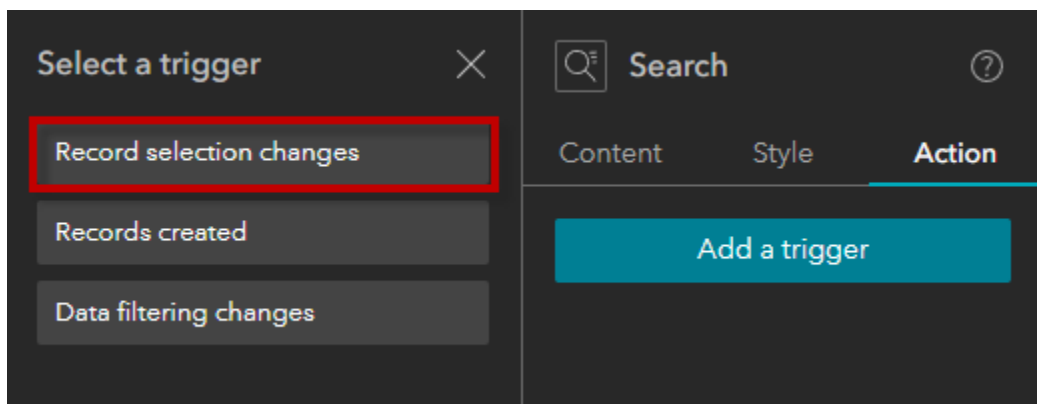 Select a trigger
Record selection changes
Records created
Data filtering changes
Search
Content Style Action
Add a trigger